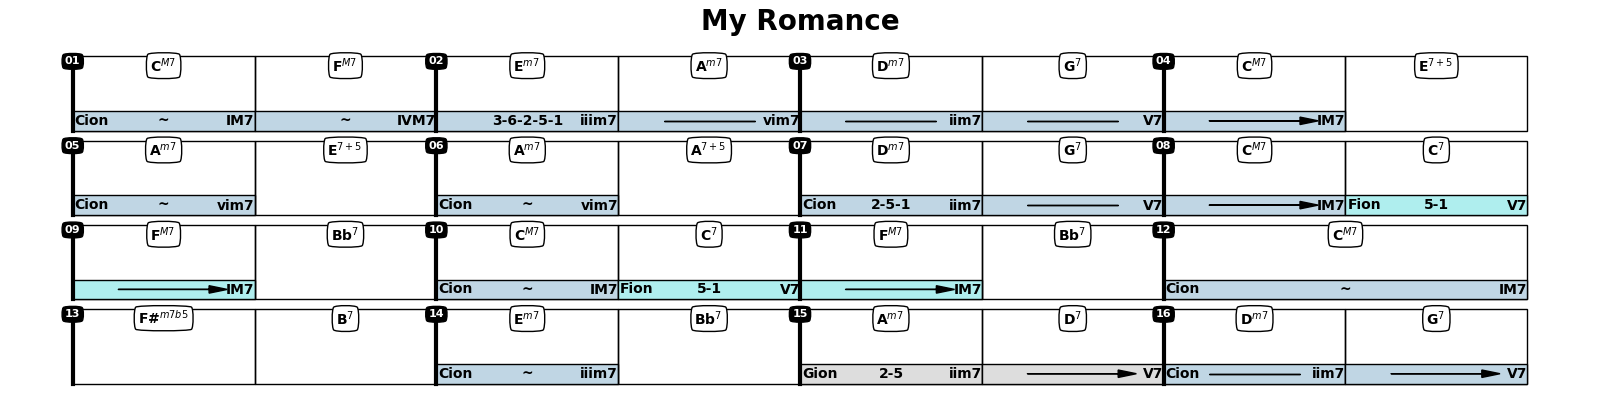 My Romance
01 C^M7 F^M7 02 E^m7 A^m7 03 D^m7 G^7 04 C^M7 E^7+5
Cion ~ IM7 ~ IVM7 3-6-2-5-1 iiim7 vim7 iim7 V7 IM7
05 A^m7 E^7+5 06 A^m7 A^7+5 07 D^m7 G^7 08 C^M7 C^7
Cion ~ vim7 Cion ~ vim7 Cion 2-5-1 iim7 V7 IM7 Fion 5-1 V7
09 F^M7 Bb^7 10 C^M7 C^7 11 F^M7 Bb^7 12 C^M7
IM7 Cion ~ IM7 Fion 5-1 V7 IM7 Cion ~ IM7
13 F#^m7b5 B^7 14 E^m7 Bb^7 15 A^m7 D^7 16 D^m7 G^7
Cion ~ iiim7 Gion 2-5 iim7 V7 Cion iim7 V7